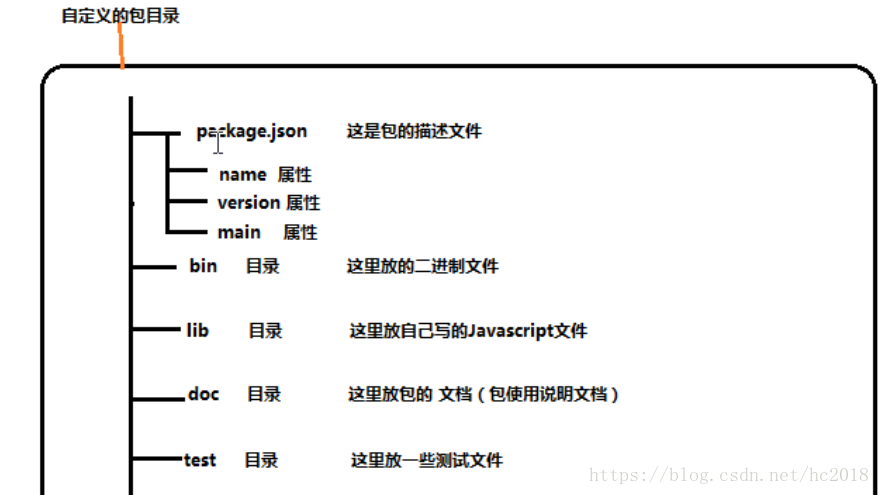 自定义的包目录
package.json 这是包的描述文件
name 属性
version 属性
main 属性
bin 目录 这里放的二进制文件
lib 目录 这里放自己写的Javascript文件
doc 目录 这里放包的 文档（包使用说明文档）
test 目录 这里放一些测试文件
https://blog.csdn.net/hc2018